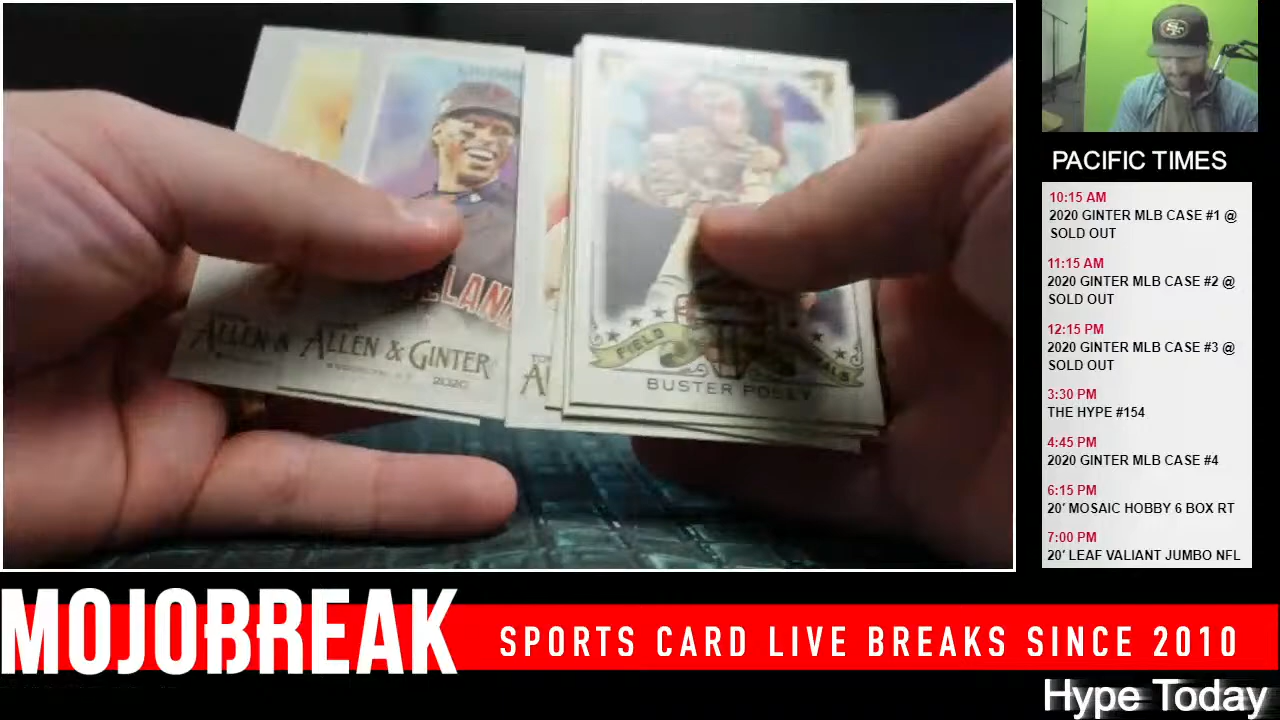 ELAN
ALLEN &
ALLEN & GINTER
2020
FIELD
ALS
BUSTER POSEY
SF
PACIFIC TIMES
10:15 AM
2020 GINTER MLB CASE #1 @
SOLD OUT
11:15 AM
2020 GINTER MLB CASE #2 @
SOLD OUT
12:15 PM
2020 GINTER MLB CASE #3 @
SOLD OUT
3:30 PM
THE HYPE #154
4:45 PM
2020 GINTER MLB CASE #4
6:15 PM
20' MOSAIC HOBBY 6 BOX RT
7:00 PM
20' LEAF VALIANT JUMBO NFL
MOJOBREAK
SPORTS CARD LIVE BREAKS SINCE 2010
Hype Today